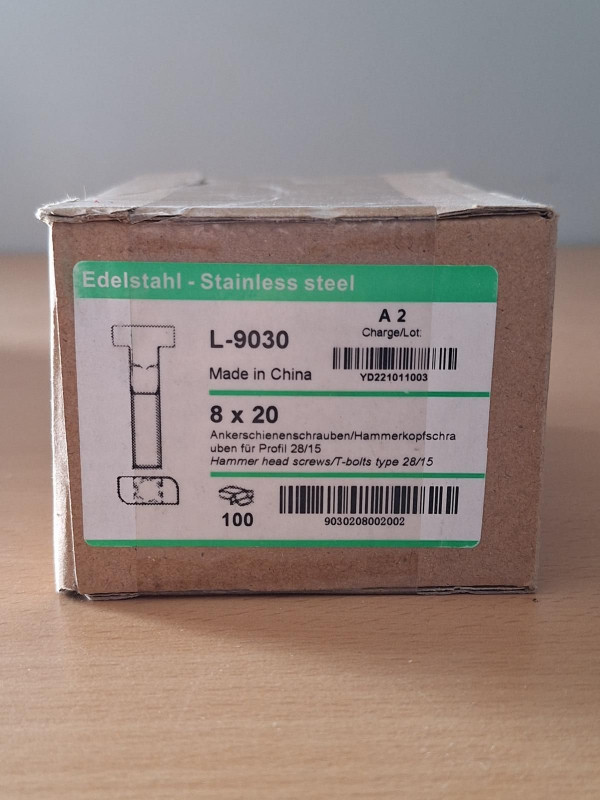 Edelstahl - Stainless steel
A 2
L-9030
Charge/Lot:
Made in China
YD221011003
8 x 20
Ankerschienenschrauben/Hammerkopfschra
uben für Profil 28/15
Hammer head screws/T-bolts type 28/15
100
9030208002002